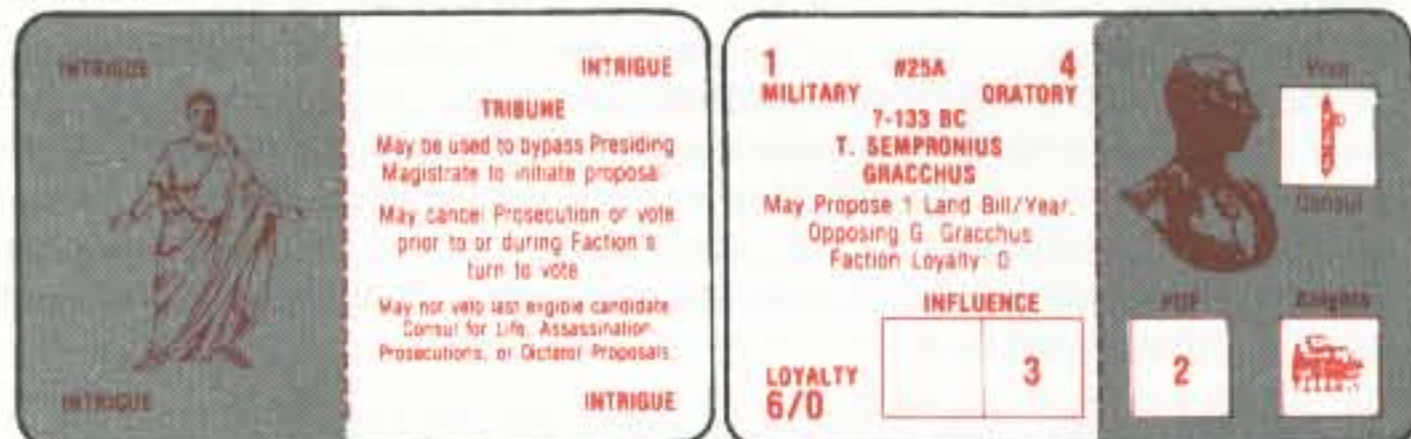 INTRIGUE
INTRIGUE
TRIBUNE
May be used to bypass Presiding
Magistrate to initiate proposal.
May cancel Prosecution or vote
prior to or during Faction's
turn to vote
May not veto last eligible candidate
Consul for Life, Assassination
Prosecutions, or Dictator Proposals.
INTRIGUE
INTRIGUE
1
MILITARY
#25A
4
ORATORY
7-133 BC
T. SEMPRONIUS
GRACCHUS
May Propose 1 Land Bill/Year.
Opposing G. Gracchus
Faction Loyalty: 0
INFLUENCE
3
LOYALTY
6/0
Prior
Consul
POP
2
Knights